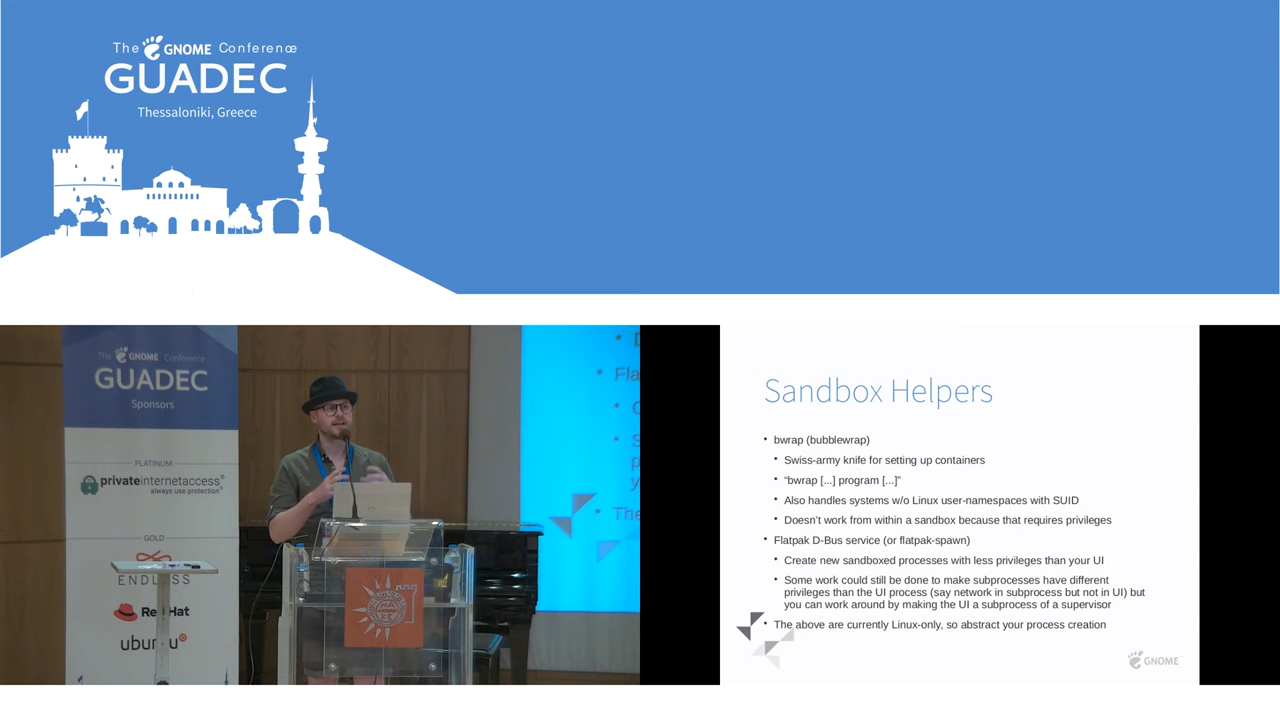 The GNOME Conference
GUADEC
Thessaloniki, Greece
The GNOME Conference
GUADEC
Sponsors
PLATINUM
privateinternetaccess®
always use protection®
GOLD
ENDLESS
Red Hat
ubuntu
Fla
The
Sandbox Helpers
• bwrap (bubblewrap)
• Swiss-army knife for setting up containers
• “bwrap [...] program [...]”
• Also handles systems w/o Linux user-namespaces with SUID
• Doesn’t work from within a sandbox because that requires privileges
• Flatpak D-Bus service (or flatpak-spawn)
• Create new sandboxed processes with less privileges than your UI
• Some work could still be done to make subprocesses have different
privileges than the UI process (say network in subprocess but not in UI) but
you can work around by making the UI a subprocess of a supervisor
• The above are currently Linux-only, so abstract your process creation
GNOME